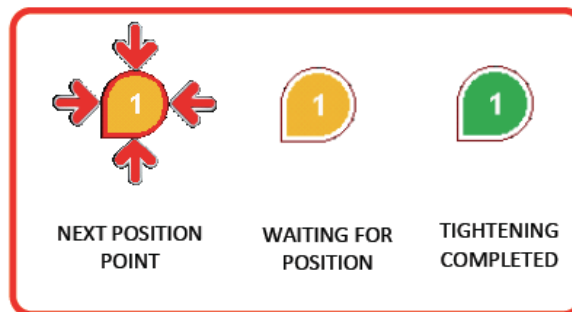 1
1
1
NEXT POSITION
POINT
WAITING FOR
POSITION
TIGHTENING
COMPLETED